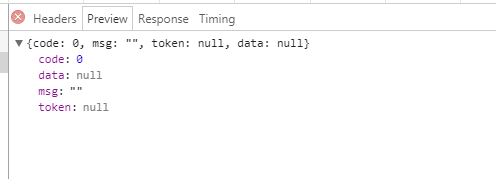 Headers Preview Response Timing
{code: 0, msg: "", token: null, data: null}
code: 0
data: null
msg: ""
token: null